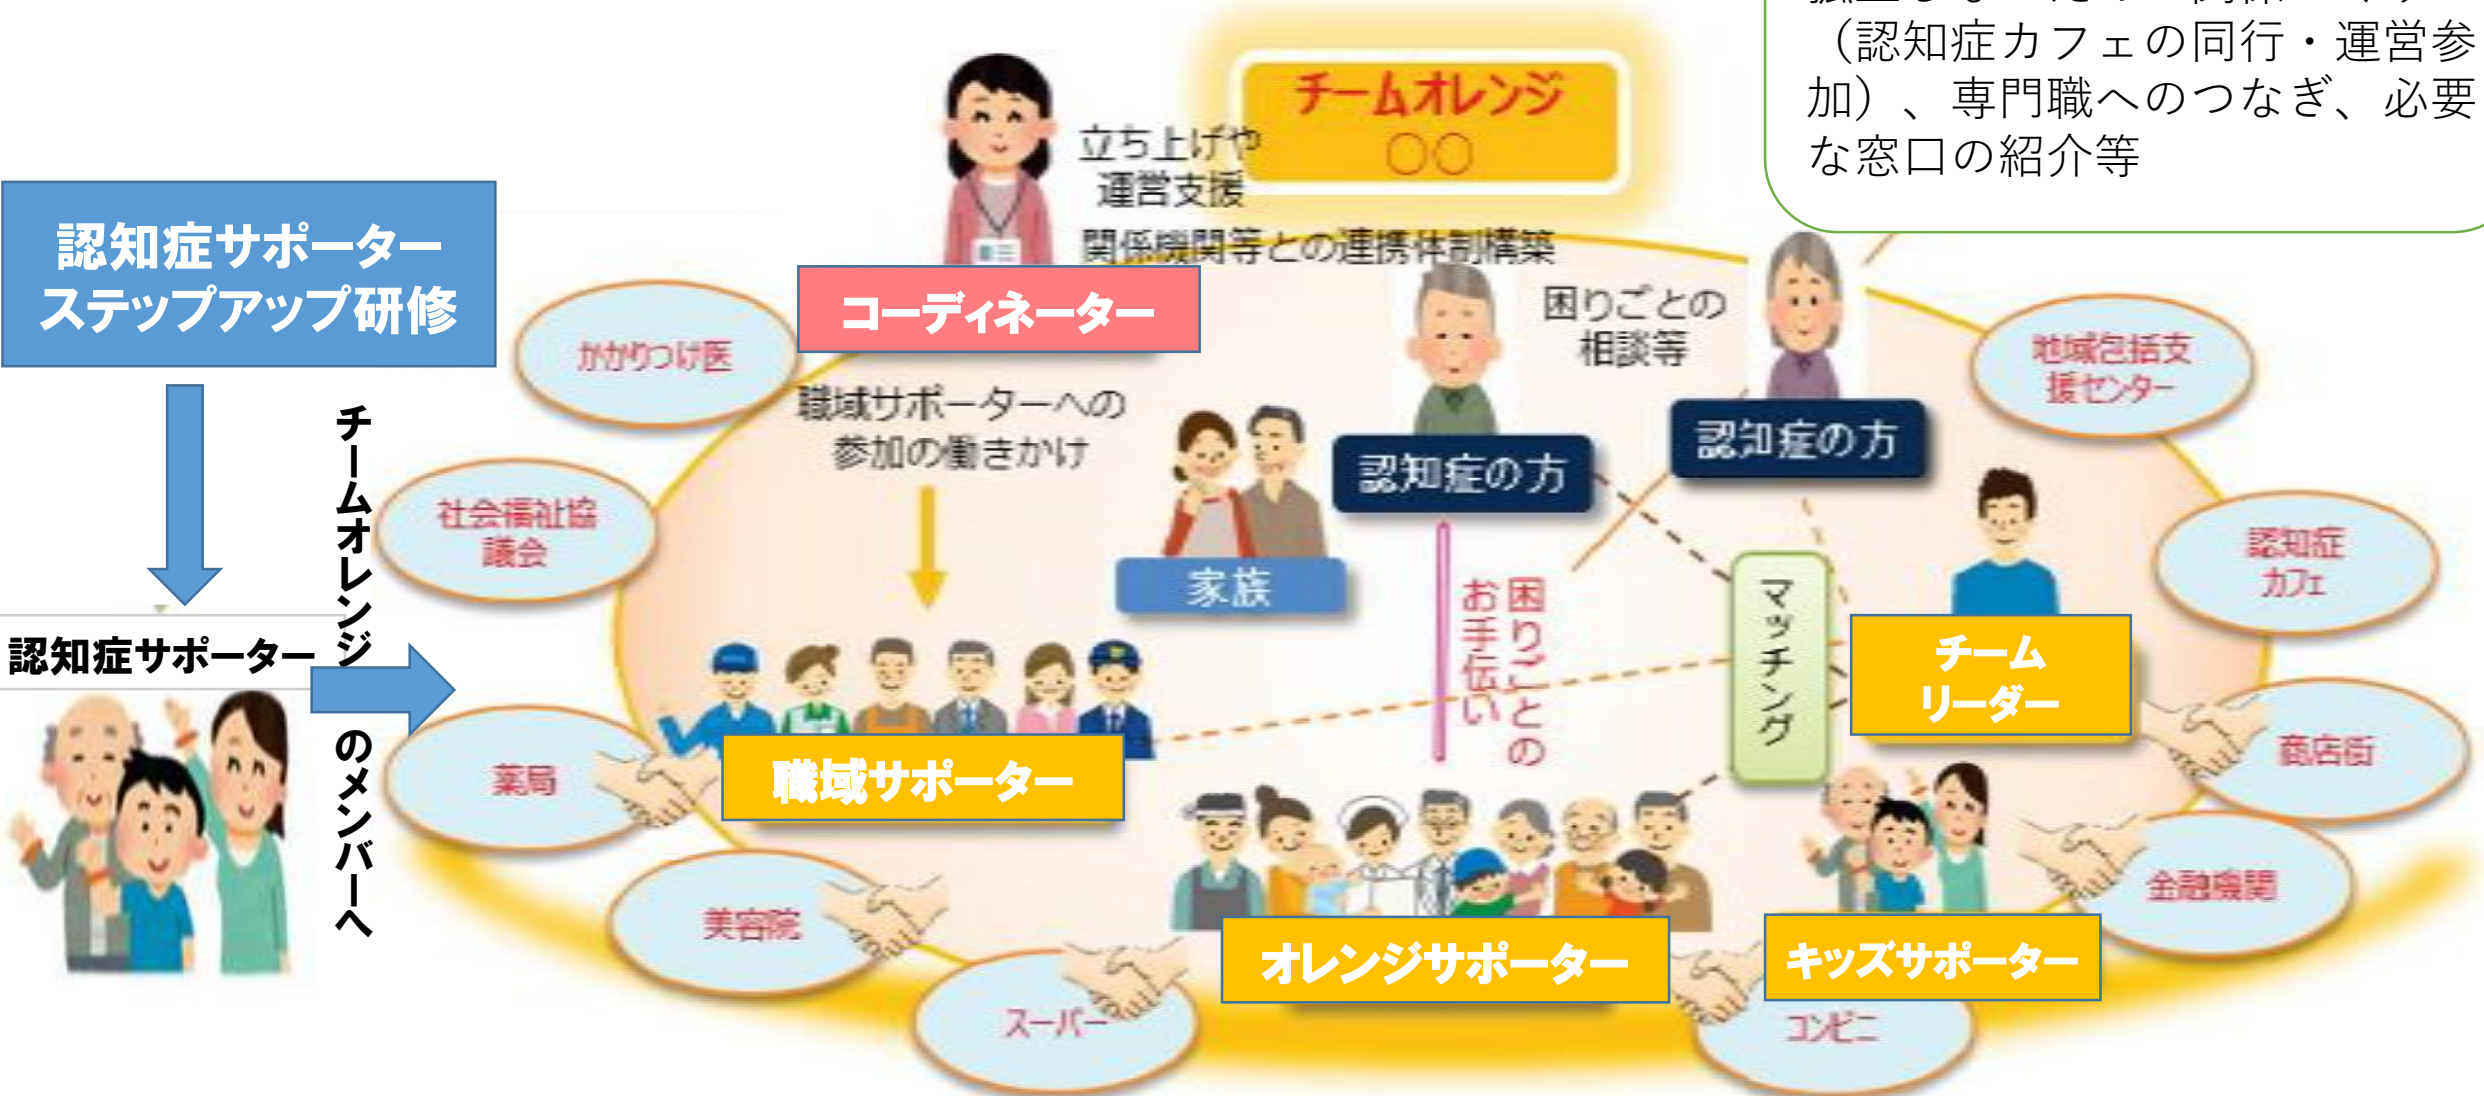 （認知症カフェの同行・運営参
加）、専門職へのつなぎ、必要
な窓口の紹介等
チームオレンジ
○○
立ち上げや
運営支援
関係機関等との連携体制構築
コーディネーター
認知症サポーター
ステップアップ研修
認知症サポーター
チームオレンジ
のメンバーへ
かかりつけ医
社会福祉協
議会
薬局
美容院
スーパー
コンビニ
金融機関
商店街
認知症
カフェ
地域包括支
援センター
職域サポーターへの
参加の働きかけ
困りごとの
相談等
認知症の方
認知症の方
家族
困りごとの
お手伝い
マッチング
チーム
リーダー
職域サポーター
オレンジサポーター
キッズサポーター